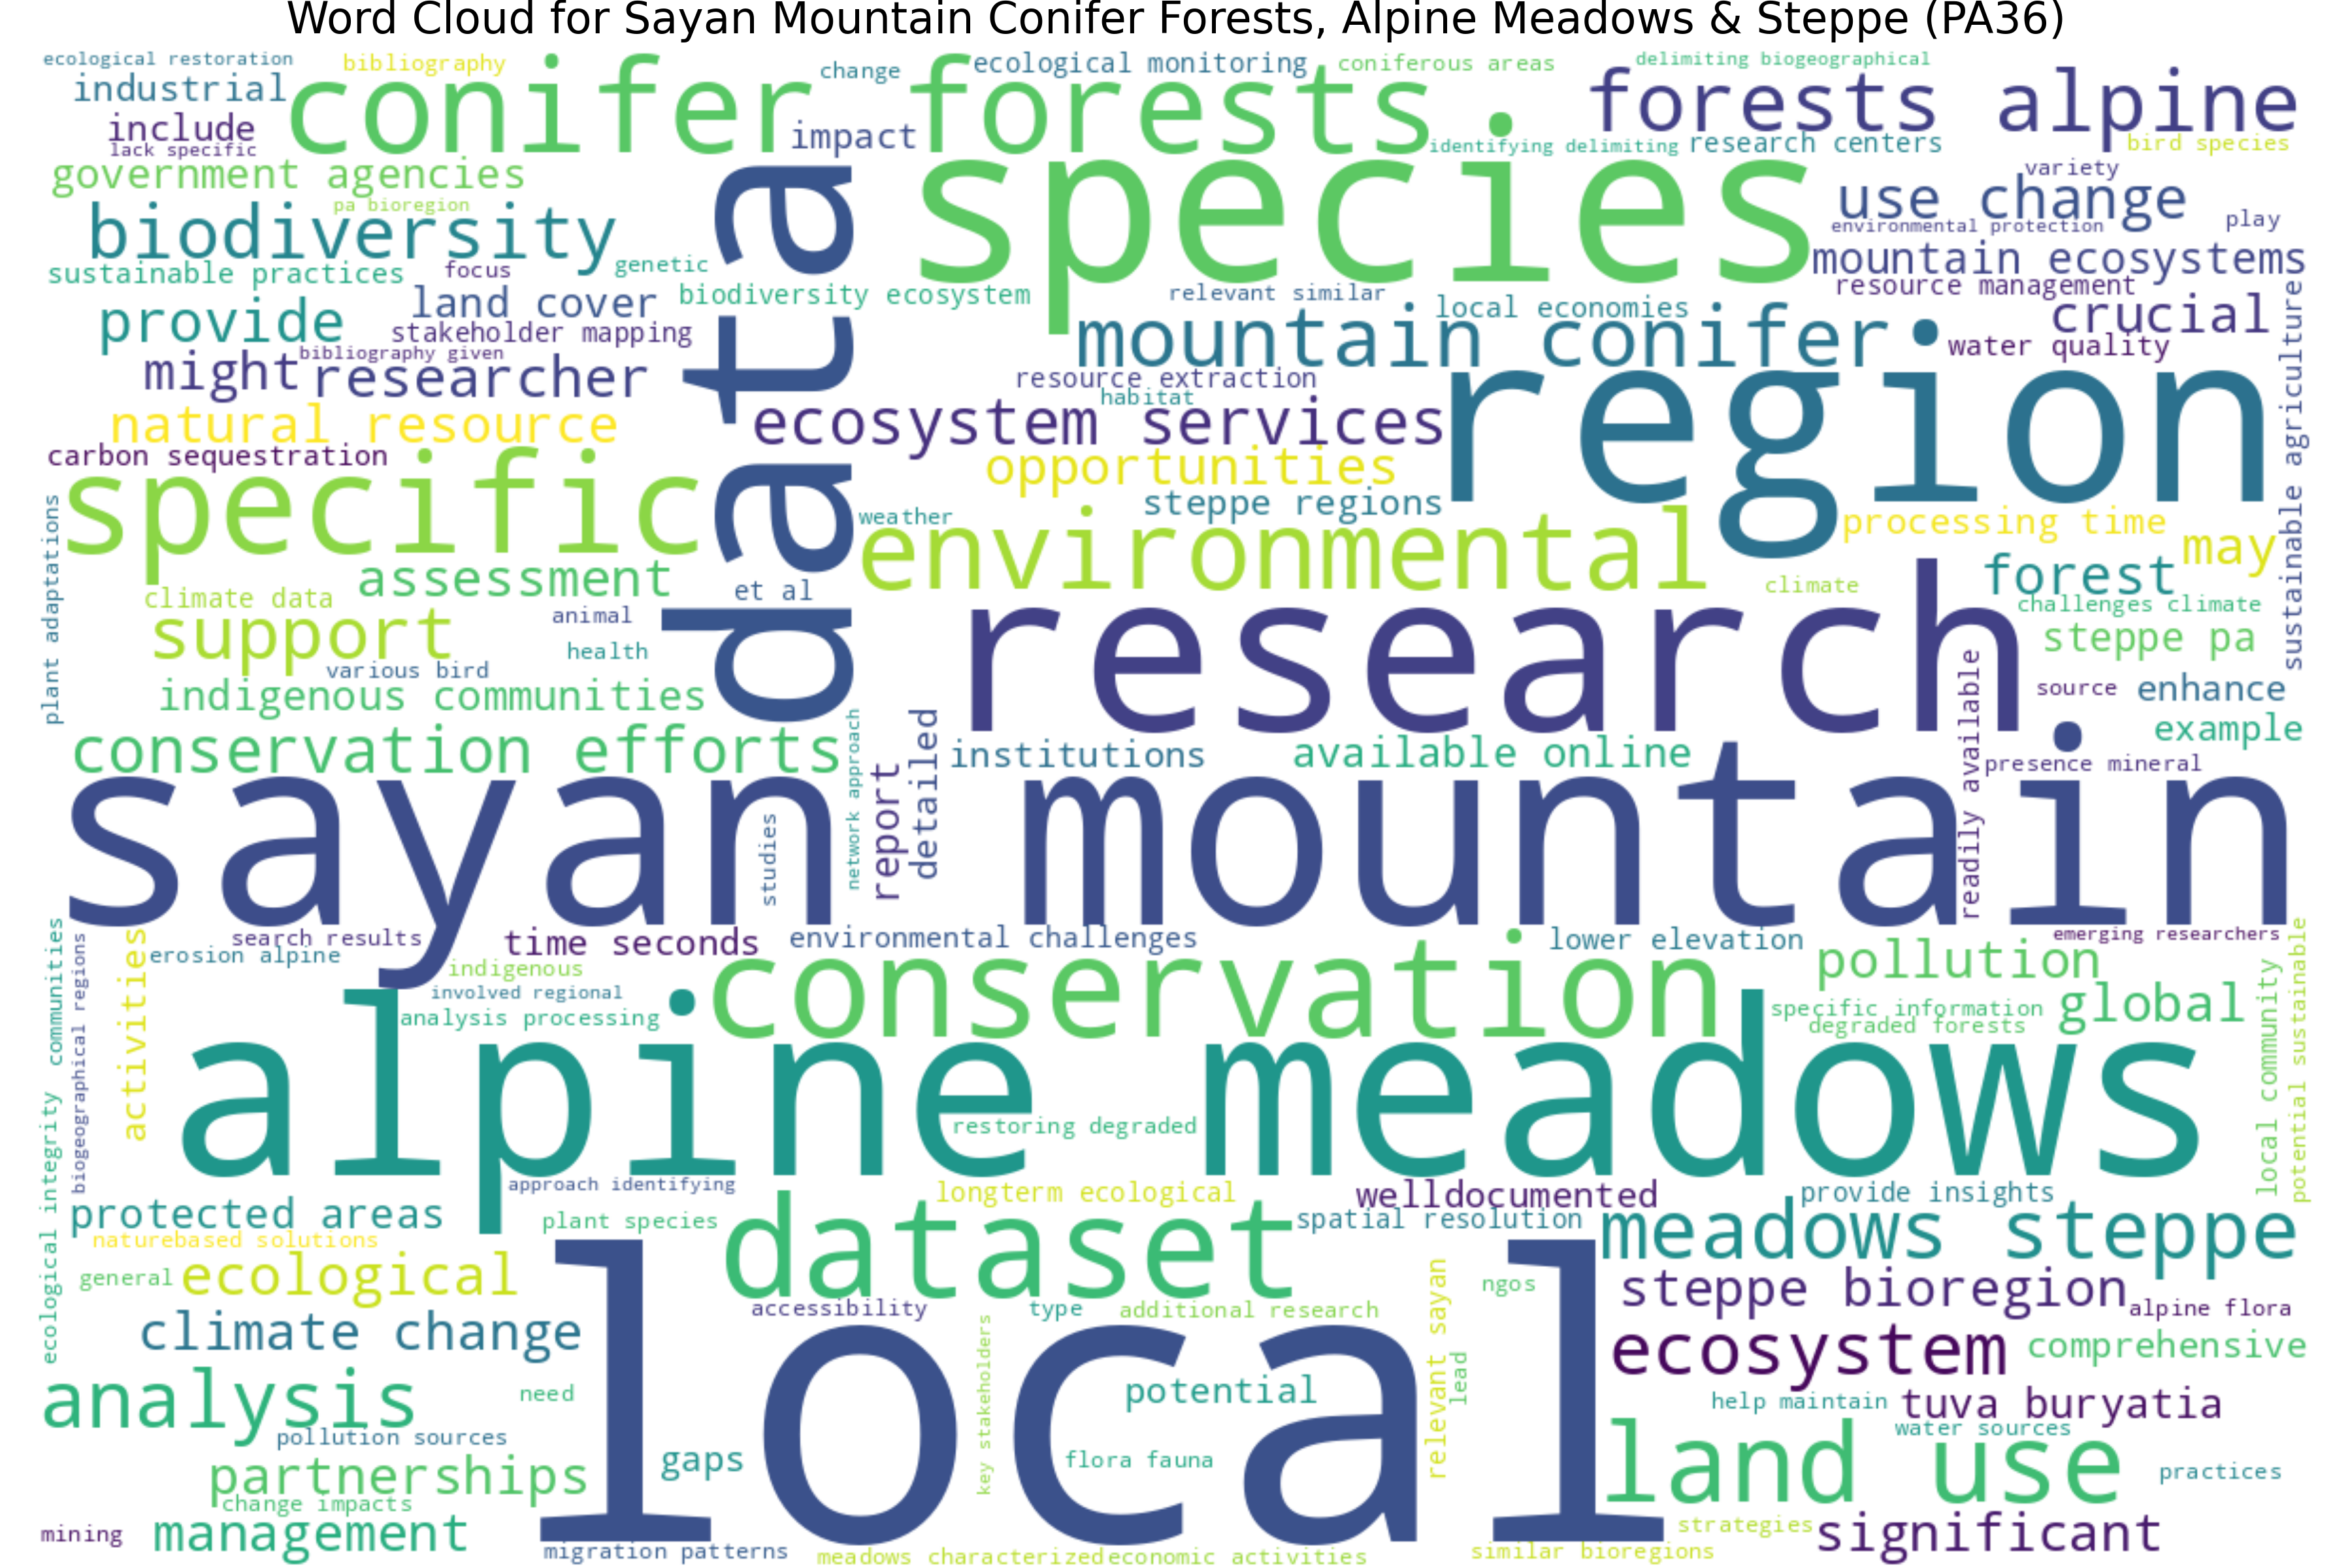 Word Cloud for Sayan Mountain Conifer Forests, Alpine Meadows & Steppe (PA36)
ecological restoration
bibliography
change
ecological monitoring
coniferous areas
delimiting biogeographical
industrial
conifer forests
forests alpine
include
impact
lack specific
identifying delimiting
research centers
bird species
government agencies
species
variety
use change
pa bioregion
biodiversity
environmental protection
play
sustainable practices
focus
genetic
mountain ecosystems
land cover
biodiversity ecosystem
relevant similar
local economies
resource management
provide
stakeholder mapping
crucial
mountain conifer
bibliography given
water quality
might
researcher
resource extraction
habitat
data
region
sustainable agriculture
natural resource
ecosystem services
carbon sequestration
opportunities
specific
steppe regions
weather
processing time
may
environmental
plant adaptations
assessment
et al
climate
forest
climate data
animal
challenges climate
support
health
research
steppe pa
various bird
indigenous communities
source
enhance
readily available
example
conservation efforts
network approach
report
detailed
institutions
available online
presence mineral
sayan mountain
studies
search results
time seconds
environmental challenges
lower elevation
emerging researchers
erosion alpine
activities
communities
biogeographical regions
indigenous
conservation
pollution
involved regional
analysis processing
specific information
global
degraded forests
local community
potential sustainable
alpine meadows
restoring degraded
ecological integrity
approach identifying
longterm ecological
welldocumented
provide insights
protected areas
plant species
dataset
spatial resolution
meadows steppe
naturebased solutions
general
ecological
local
ngos
steppe bioregion
accessibility
type
additional research
relevant sayan
alpine flora
climate change
key stakeholders
ecosystem
comprehensive
analysis
need
potential
lead
help maintain
tuva buryatia
pollution sources
gaps
flora fauna
water sources
land use
partnerships
practices
change impacts
mining
management
strategies
significant
migration patterns
meadows characterized
economic activities
similar bioregions